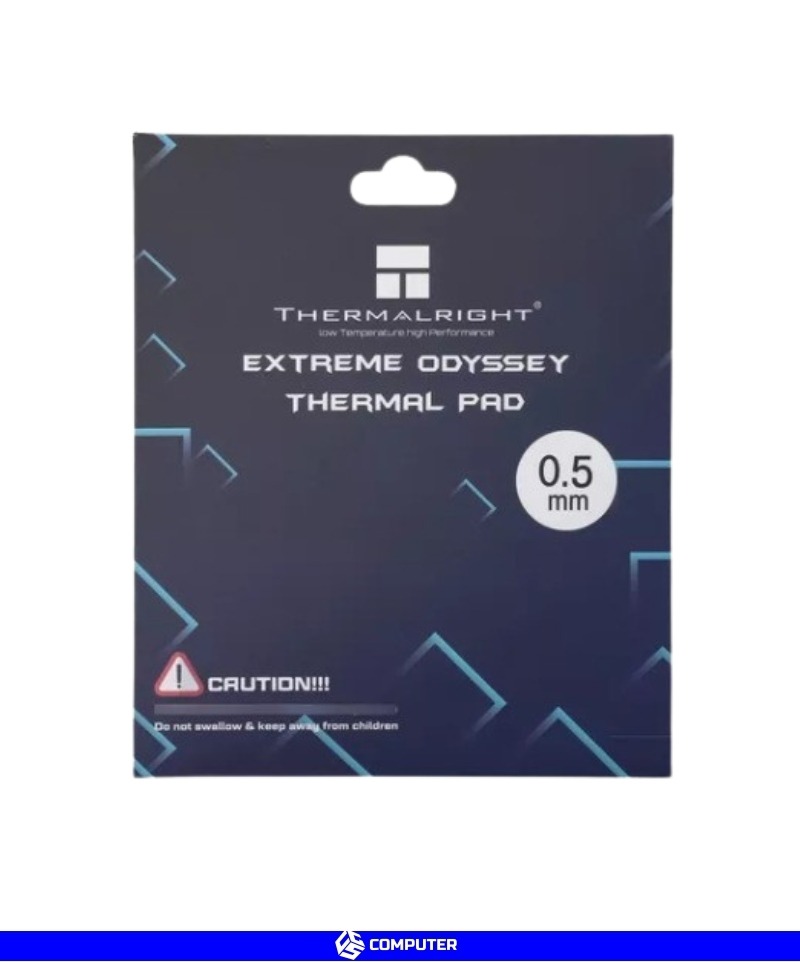 THERMALRIGHT®
Low Temperature high Performance
EXTREME ODYSSEY
THERMAL PAD
0.5
mm
CAUTION!!!
Do not swallow & keep away from children
COMPUTER